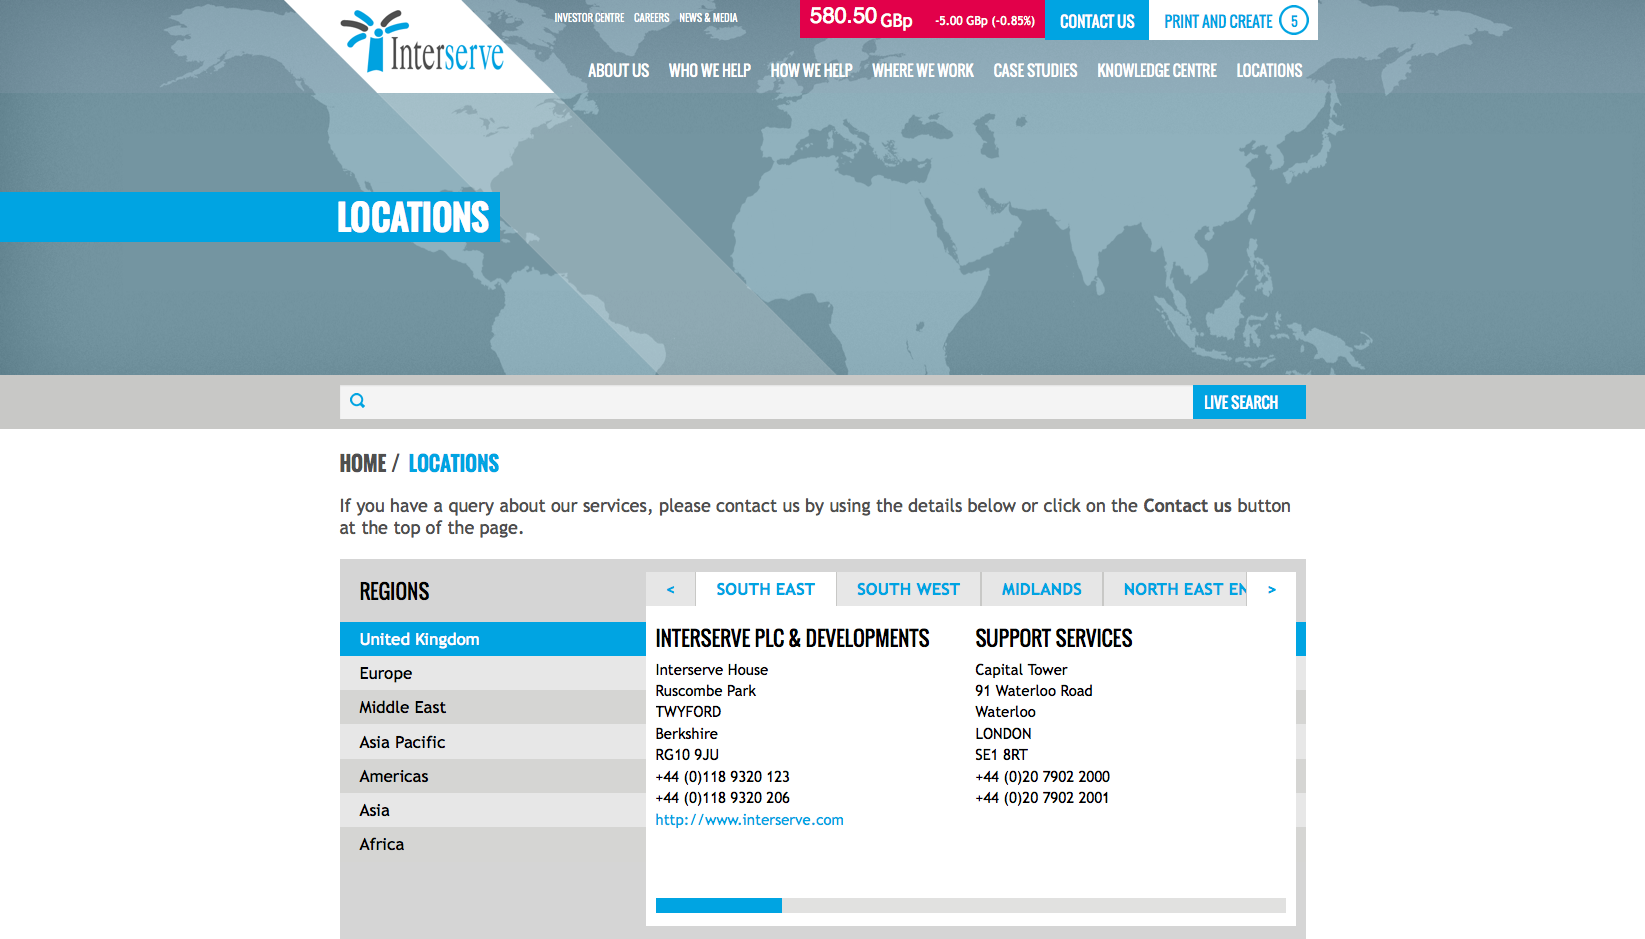 INVESTOR CENTRE CAREERS NEWS & MEDIA
580.50 GBp -5.00 GBp (-0.85%)
CONTACT US
PRINT AND CREATE 5
Interserve
ABOUT US WHO WE HELP HOW WE HELP WHERE WE WORK CASE STUDIES KNOWLEDGE CENTRE LOCATIONS
LOCATIONS
LIVE SEARCH
HOME / LOCATIONS
If you have a query about our services, please contact us by using the details below or click on the Contact us button
at the top of the page.
REGIONS
United Kingdom
Europe
Middle East
Asia Pacific
Americas
Asia
Africa
< SOUTH EAST SOUTH WEST MIDLANDS NORTH EAST EN >
INTERSERVE PLC & DEVELOPMENTS
Interserve House
Ruscombe Park
TWYFORD
Berkshire
RG10 9JU
+44 (0)118 9320 123
+44 (0)118 9320 206
http://www.interserve.com
SUPPORT SERVICES
Capital Tower
91 Waterloo Road
Waterloo
LONDON
SE1 8RT
+44 (0)20 7902 2000
+44 (0)20 7902 2001